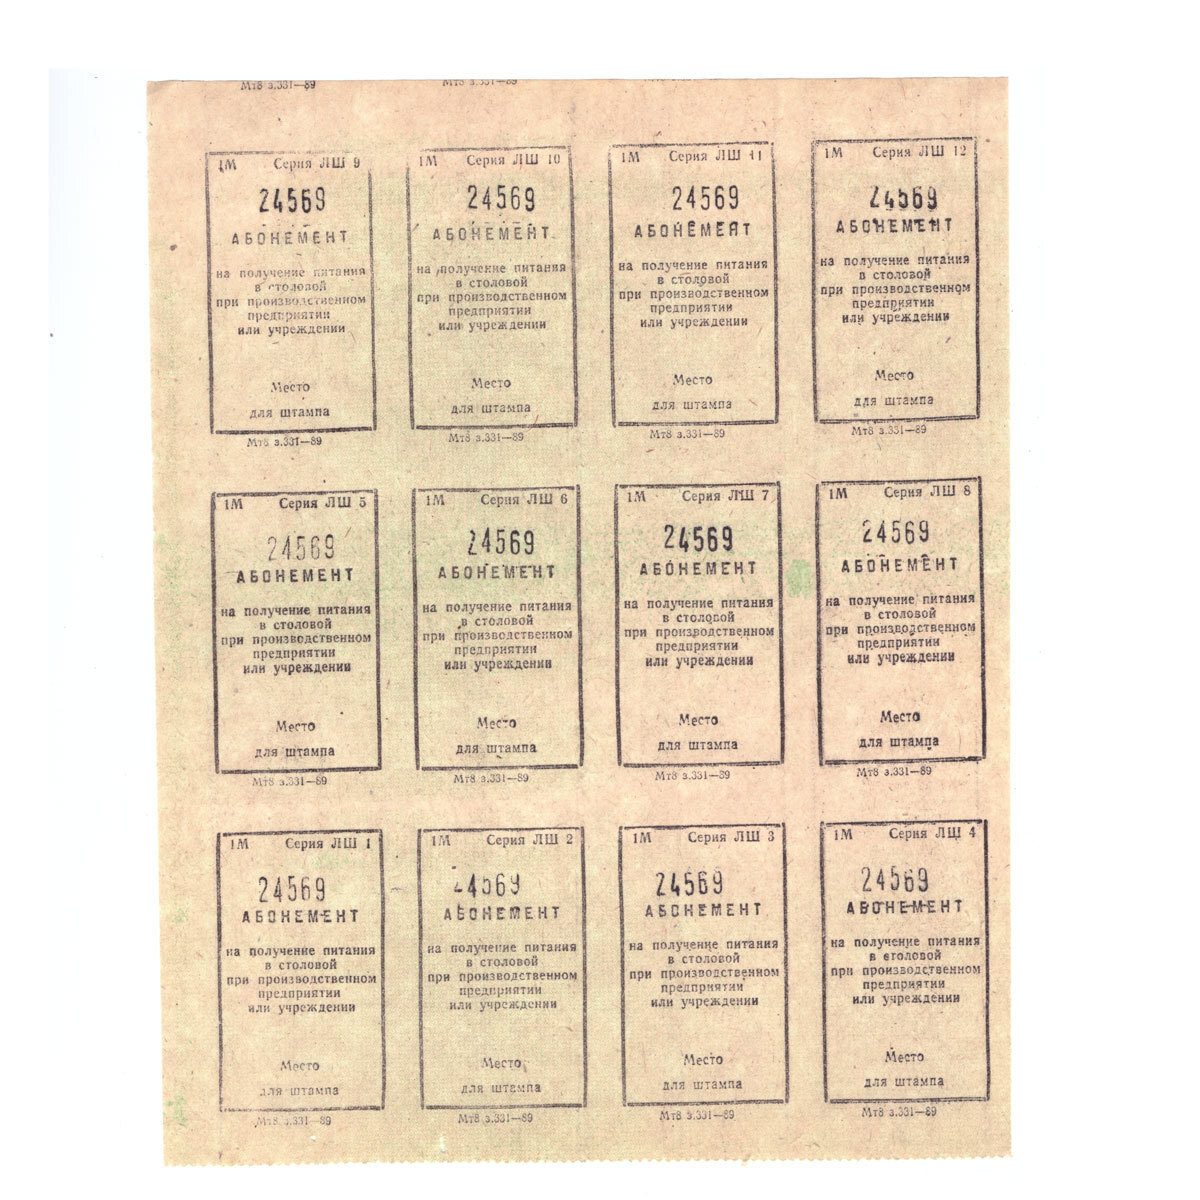 Мт8 з.331—89
Мт8 з.331—89
1М Серия ЛШ 9
24569
АБОНЕМЕНТ
на получение питания
в столовой
при производственном
предприятии
или учреждении
Место
для штампа
Мт8 з.331—89
1М Серия ЛШ 10
24569
АБОНЕМЕНТ
на получение питания
в столовой
при производственном
предприятии
или учреждении
Место
для штампа
Мт8 з.331—89
1М Серия ЛШ 11
24569
АБОНЕМЕНТ
на получение питания
в столовой
при производственном
предприятии
или учреждении
Место
для штампа
Мт8 з.331—89
1М Серия ЛШ 12
24569
АБОНЕМЕНТ
на получение питания
в столовой
при производственном
предприятии
или учреждении
Место
для штампа
Мт8 з.331—89
1М Серия ЛШ 5
24569
АБОНЕМЕНТ
на получение питания
в столовой
при производственном
предприятии
или учреждении
Место
для штампа
Мт8 з.331—89
1М Серия ЛШ 6
24569
АБОНЕМЕНТ
на получение питания
в столовой
при производственном
предприятии
или учреждении
Место
для штампа
Мт8 з.331—89
1М Серия ЛШ 7
24569
АБОНЕМЕНТ
на получение питания
в столовой
при производственном
предприятии
или учреждении
Место
для штампа
Мт8 з.331—89
1М Серия ЛШ 8
24569
АБОНЕМЕНТ
на получение питания
в столовой
при производственном
предприятии
или учреждении
Место
для штампа
Мт8 з.331—89
1М Серия ЛШ 1
24569
АБОНЕМЕНТ
на получение питания
в столовой
при производственном
предприятии
или учреждении
Место
для штампа
Мт8 з.331—89
1М Серия ЛШ 2
24569
АБОНЕМЕНТ
на получение питания
в столовой
при производственном
предприятии
или учреждении
Место
для штампа
Мт8 з.331—89
1М Серия ЛШ 3
24569
АБОНЕМЕНТ
на получение питания
в столовой
при производственном
предприятии
или учреждении
Место
для штампа
Мт8 з.331—89
1М Серия ЛШ 4
24569
АБОНЕМЕНТ
на получение питания
в столовой
при производственном
предприятии
или учреждении
Место
для штампа
Мт8 з.331—89